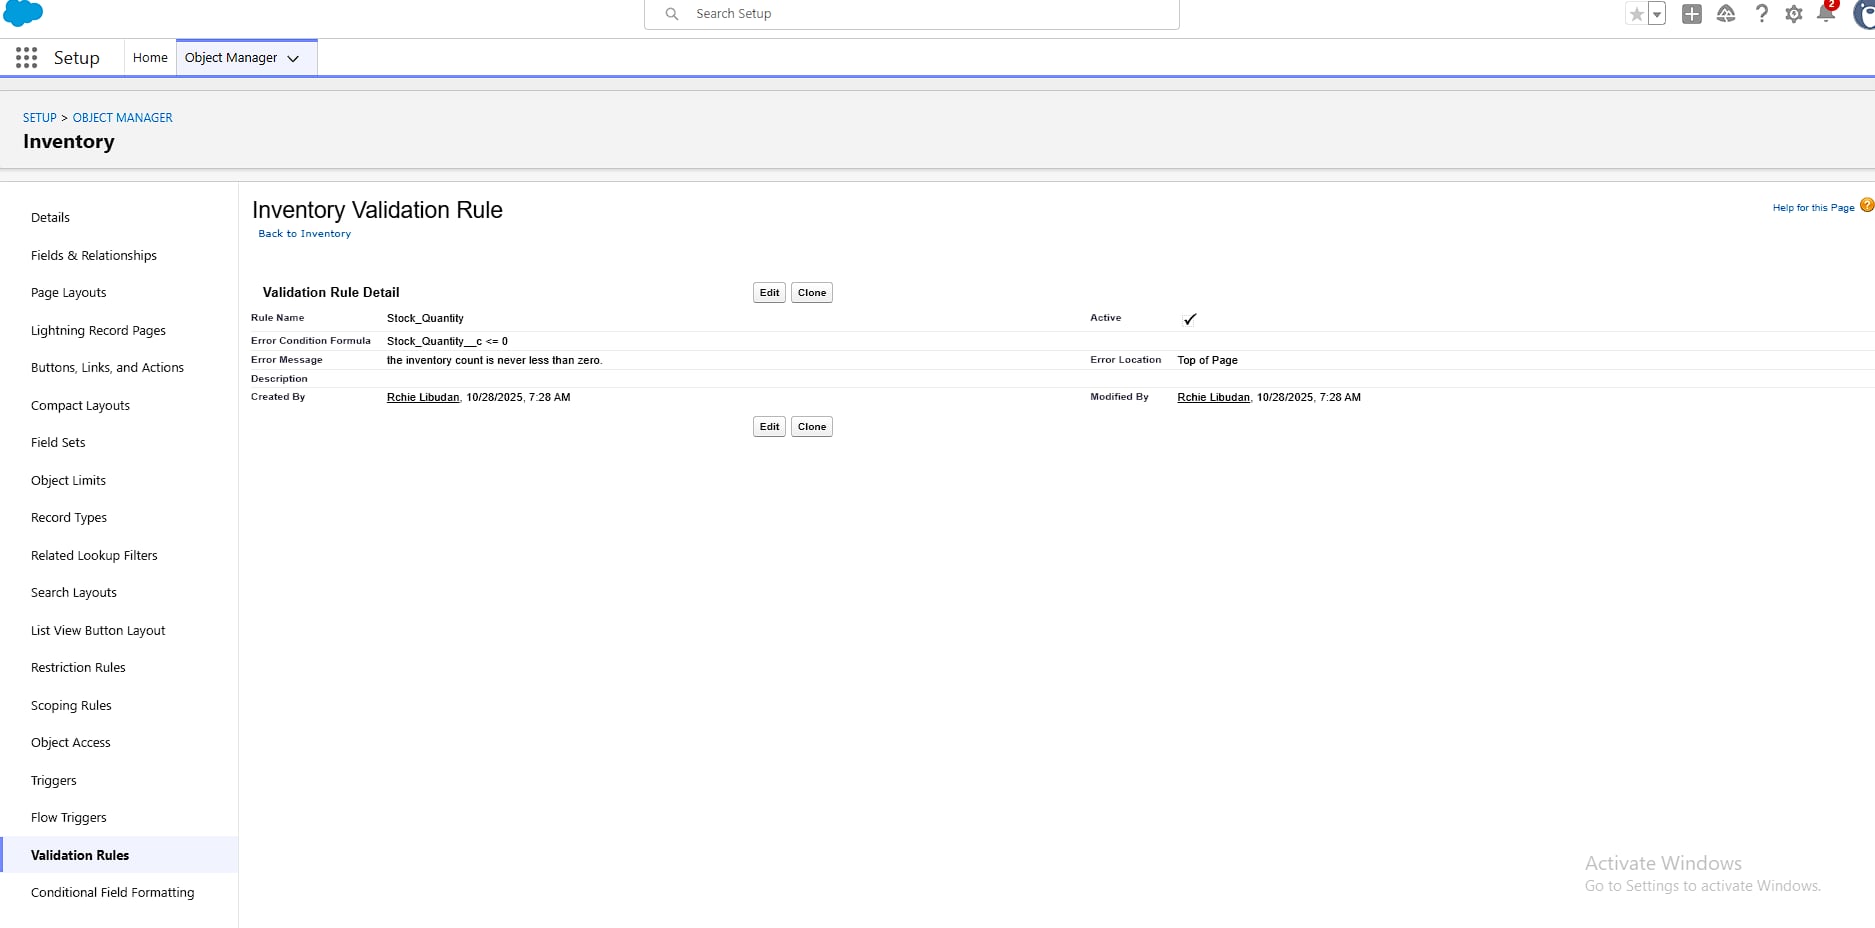 Search Setup
2
Setup Home Object Manager
SETUP > OBJECT MANAGER
Inventory
Details
Fields & Relationships
Page Layouts
Lightning Record Pages
Buttons, Links, and Actions
Compact Layouts
Field Sets
Object Limits
Record Types
Related Lookup Filters
Search Layouts
List View Button Layout
Restriction Rules
Scoping Rules
Object Access
Triggers
Flow Triggers
Validation Rules
Conditional Field Formatting
Inventory Validation Rule
Back to Inventory
Help for this Page ?
Validation Rule Detail Edit Clone
Rule Name Stock_Quantity Active ✓
Error Condition Formula Stock_Quantity__c <= 0
Error Message the inventory count is never less than zero. Error Location Top of Page
Description
Created By Rchie Libudan, 10/28/2025, 7:28 AM Modified By Rchie Libudan, 10/28/2025, 7:28 AM
Edit Clone
Activate Windows
Go to Settings to activate Windows.